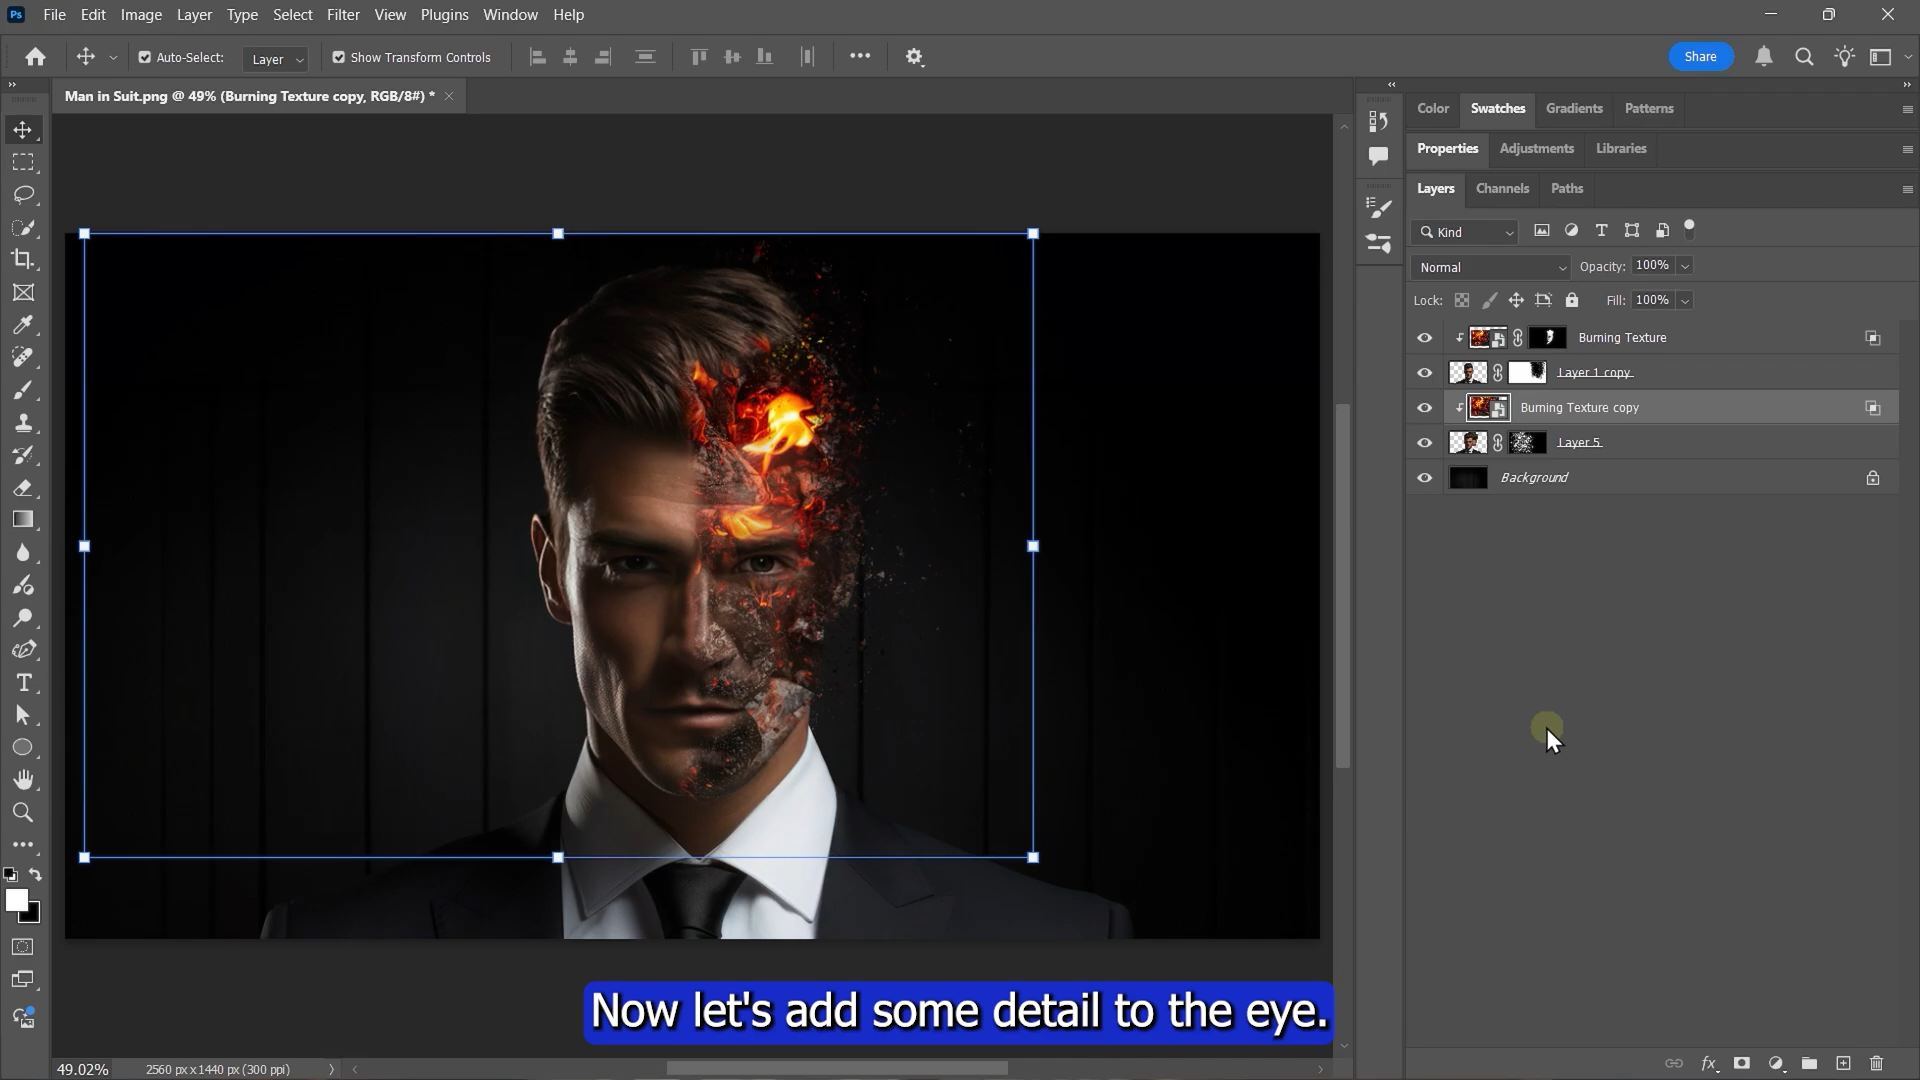 Ps File Edit Image Layer Type Select Filter View Plugins Window Help
Auto-Select: Layer Show Transform Controls Share
Man in Suit.png @ 49% (Burning Texture copy, RGB/8#) *
Color Swatches Gradients Patterns
Properties Adjustments Libraries
Layers Channels Paths
Kind
Normal Opacity: 100%
Lock: Fill: 100%
Burning Texture
Layer 1 copy
Burning Texture copy
Layer 5
Background
Now let's add some detail to the eye.
49.02% 2560 px x 1440 px (300 ppi)